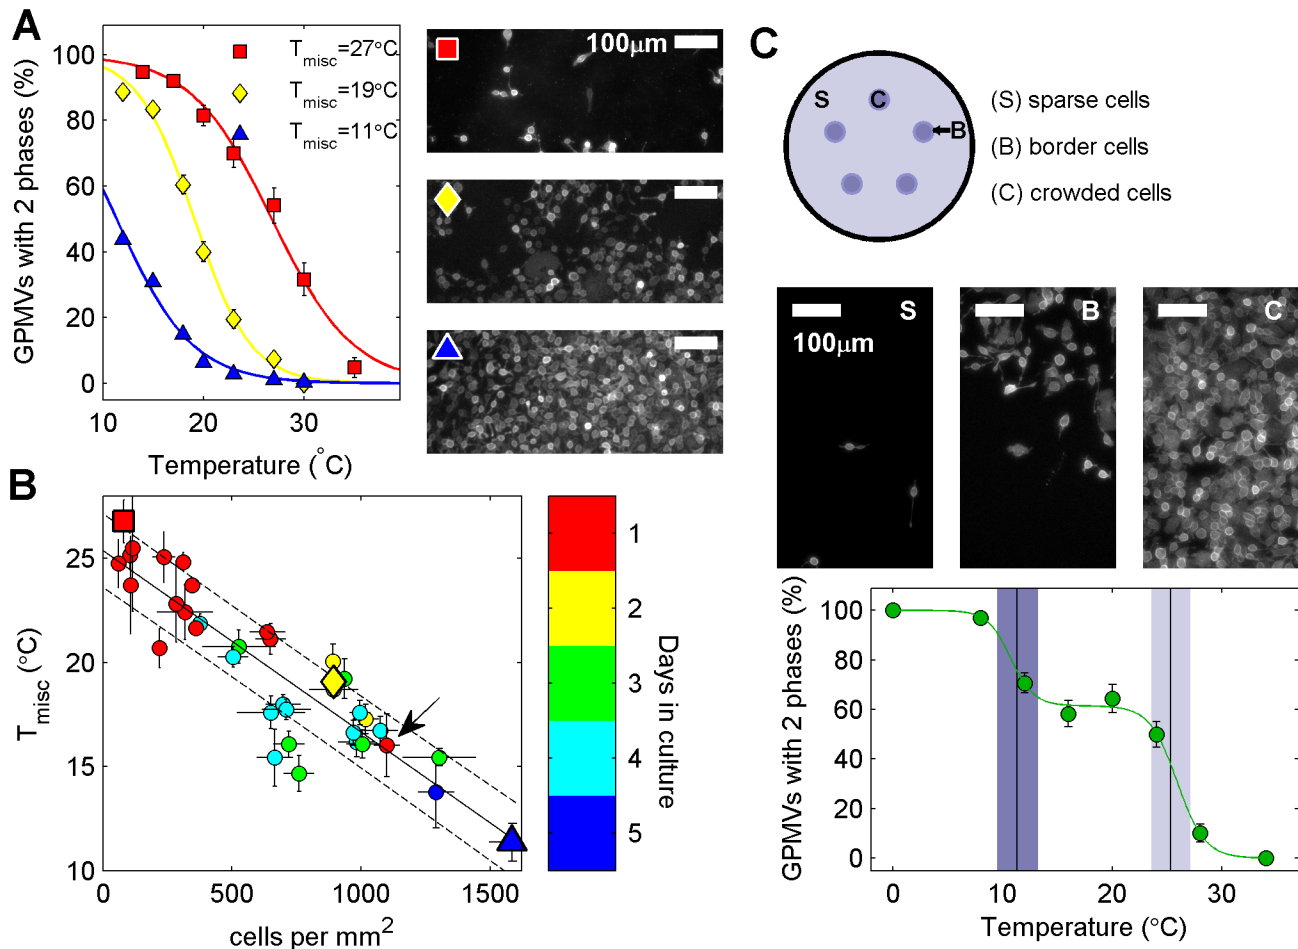 A
GPMVs with 2 phases (%)
100
80
60
40
20
0
10
20
30
Temperature (°C)
Tmisc=27°C
Tmisc=19°C
Tmisc=11°C
100μm
B
Tmisc (°C)
25
20
15
10
0
500
1000
1500
cells per mm²
1
2
3
4
5
Days in culture
C
S
C
B
(S) sparse cells
(B) border cells
(C) crowded cells
S
100μm
B
C
GPMVs with 2 phases (%)
100
80
60
40
20
0
0
10
20
30
Temperature (°C)